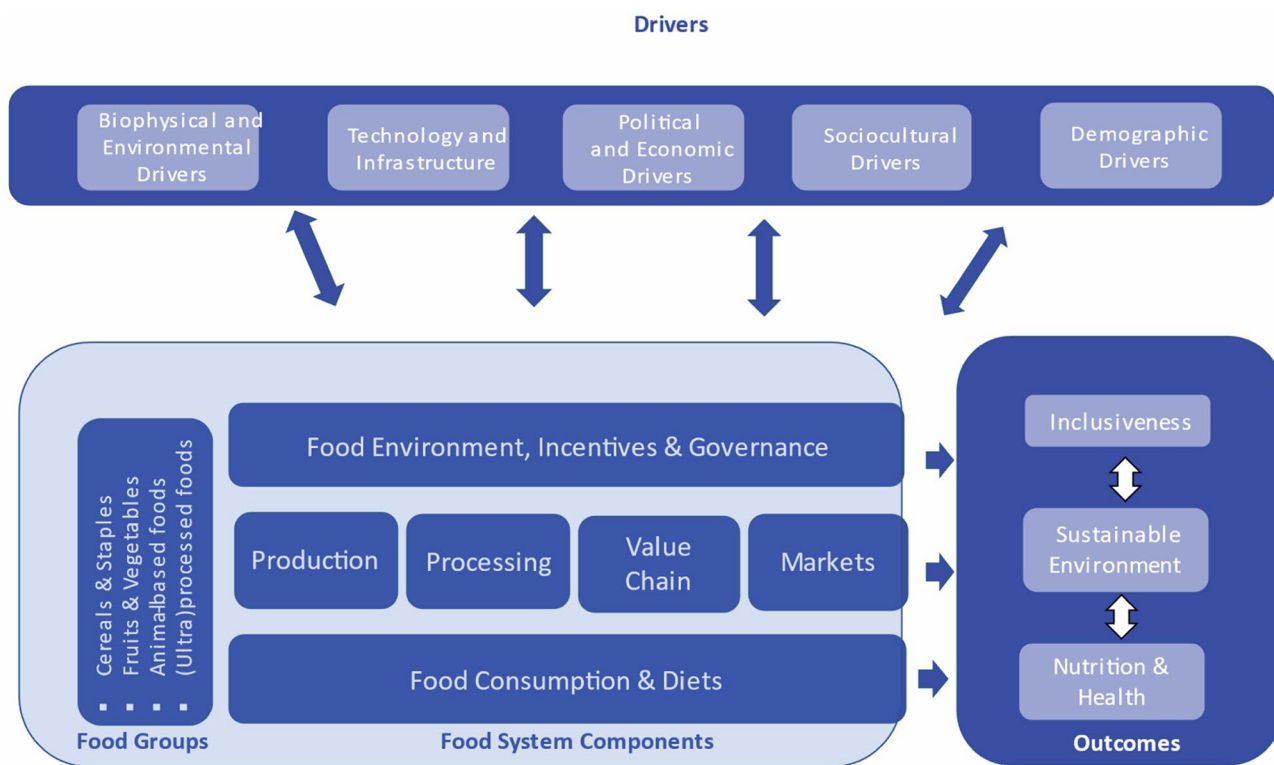 Drivers
Biophysical and
Environmental
Drivers
Technology and
Infrastructure
Political
and Economic
Drivers
Sociocultural
Drivers
Demographic
Drivers
Cereals & Staples
Fruits & Vegetables
Animal-based foods
(Ultra)processed foods
Food Groups
Food Environment, Incentives & Governance
Production
Processing
Value
Chain
Markets
Food Consumption & Diets
Food System Components
Inclusiveness
Sustainable
Environment
Nutrition &
Health
Outcomes